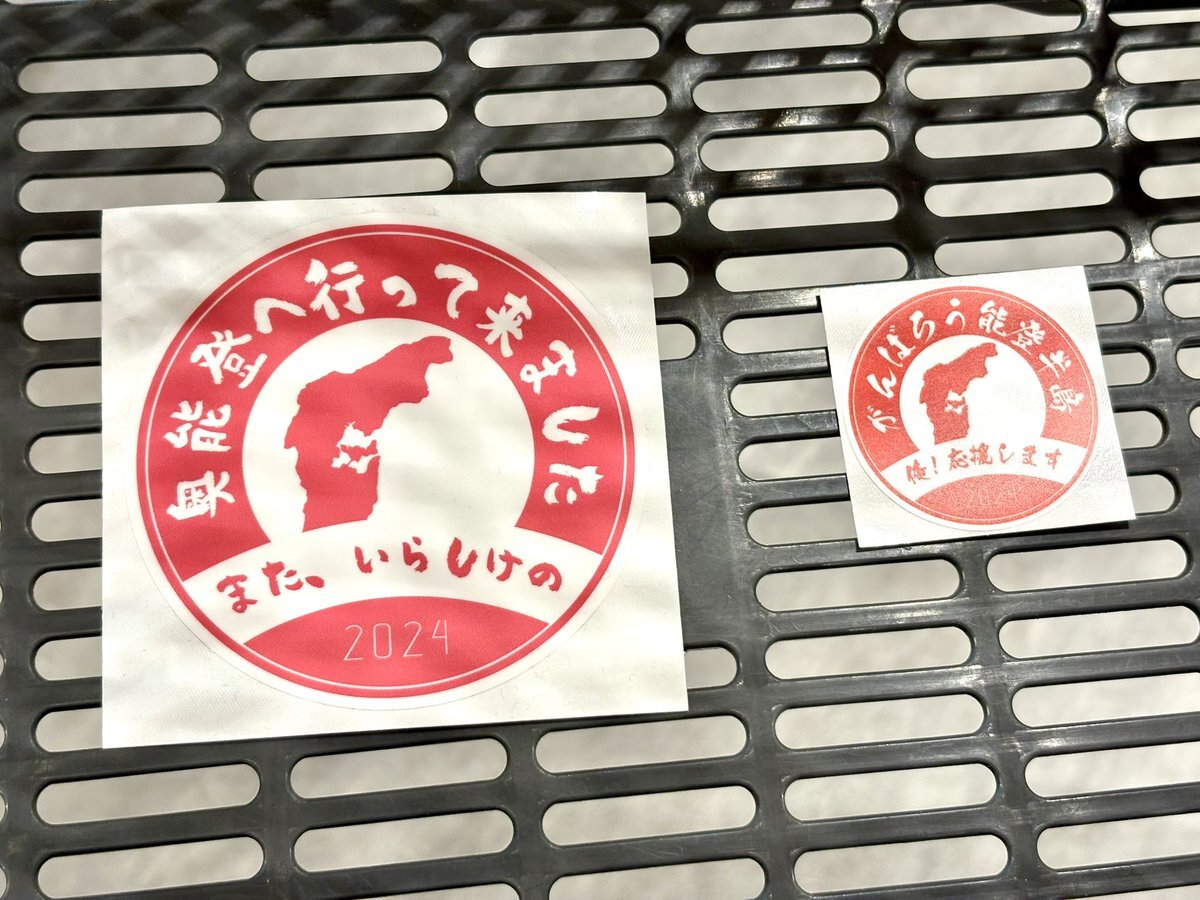 奥能登へ行って来ました
また、いらしけの
2024
がんばろう能登半島
俺!応援します